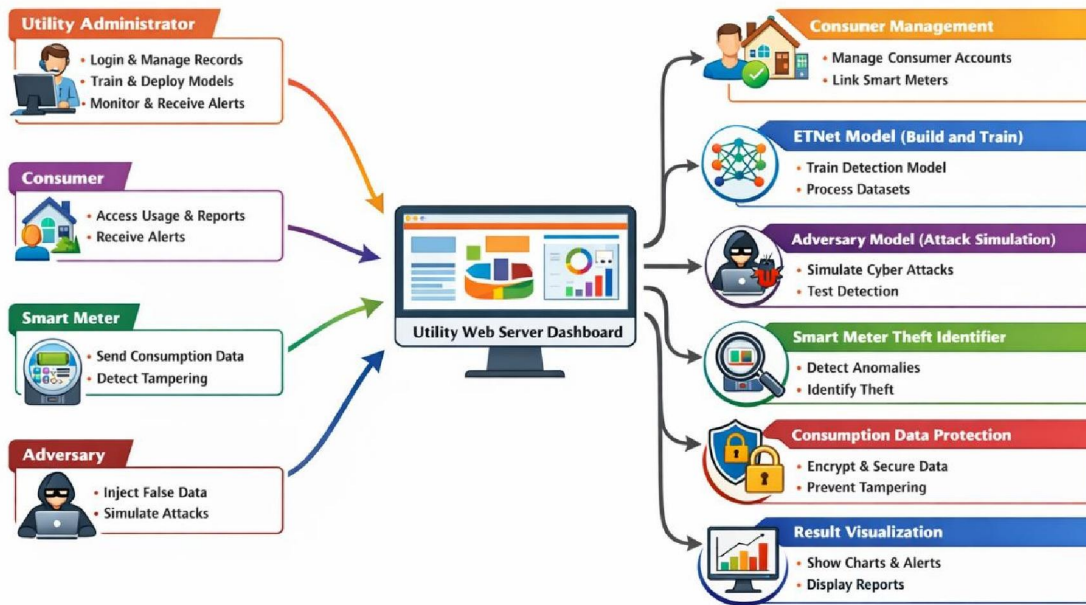 Utility Administrator
• Login & Manage Records
• Train & Deploy Models
• Monitor & Receive Alerts
Consumer
• Access Usage & Reports
• Receive Alerts
Smart Meter
• Send Consumption Data
• Detect Tampering
Adversary
• Inject False Data
• Simulate Attacks
Utility Web Server Dashboard
Consumer Management
• Manage Consumer Accounts
• Link Smart Meters
ETNet Model (Build and Train)
• Train Detection Model
• Process Datasets
Adversary Model (Attack Simulation)
• Simulate Cyber Attacks
• Test Detection
Smart Meter Theft Identifier
• Detect Anomalies
• Identify Theft
Consumption Data Protection
• Encrypt & Secure Data
• Prevent Tampering
Result Visualization
• Show Charts & Alerts
• Display Reports